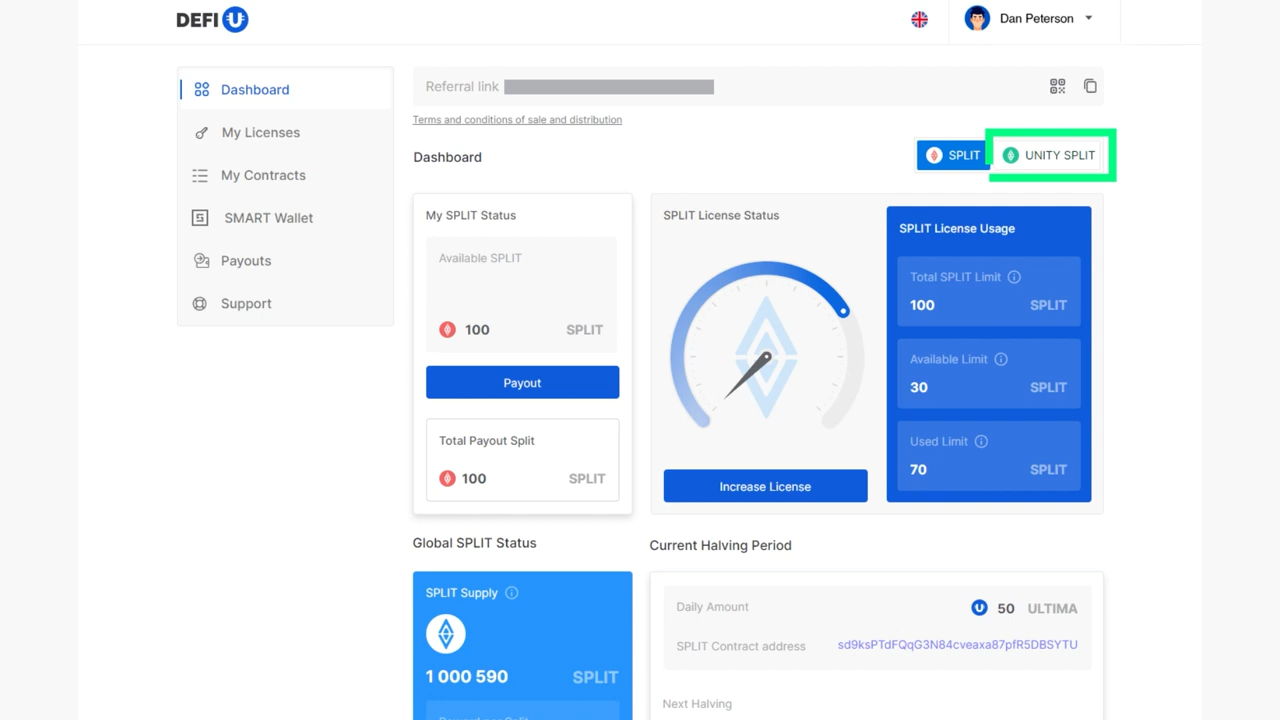 DEFI U
Dan Peterson
Dashboard
My Licenses
My Contracts
SMART Wallet
Payouts
Support
Referral link
Terms and conditions of sale and distribution
Dashboard
SPLIT
UNITY SPLIT
My SPLIT Status
Available SPLIT
100 SPLIT
Payout
Total Payout Split
100 SPLIT
SPLIT License Status
Increase License
SPLIT License Usage
Total SPLIT Limit
100 SPLIT
Available Limit
30 SPLIT
Used Limit
70 SPLIT
Global SPLIT Status
SPLIT Supply
1 000 590 SPLIT
Current Halving Period
Daily Amount
50 ULTIMA
SPLIT Contract address
sd9ksPTdFQqG3N84cveaxa87pfR5DBSYTU
Next Halving